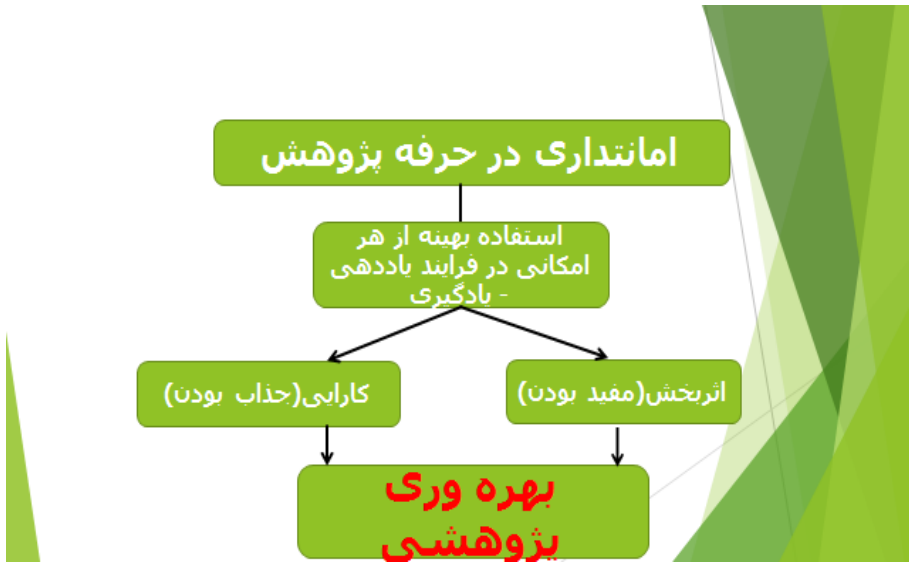 امانتداری در حرفه پژوهش
استفاده بهینه از هر
امکانی در فرایند یاددهی
- یادگیری
اثربخش(مفید بودن)
کارایی(جذاب بودن)
بهره وری
پژوهشی